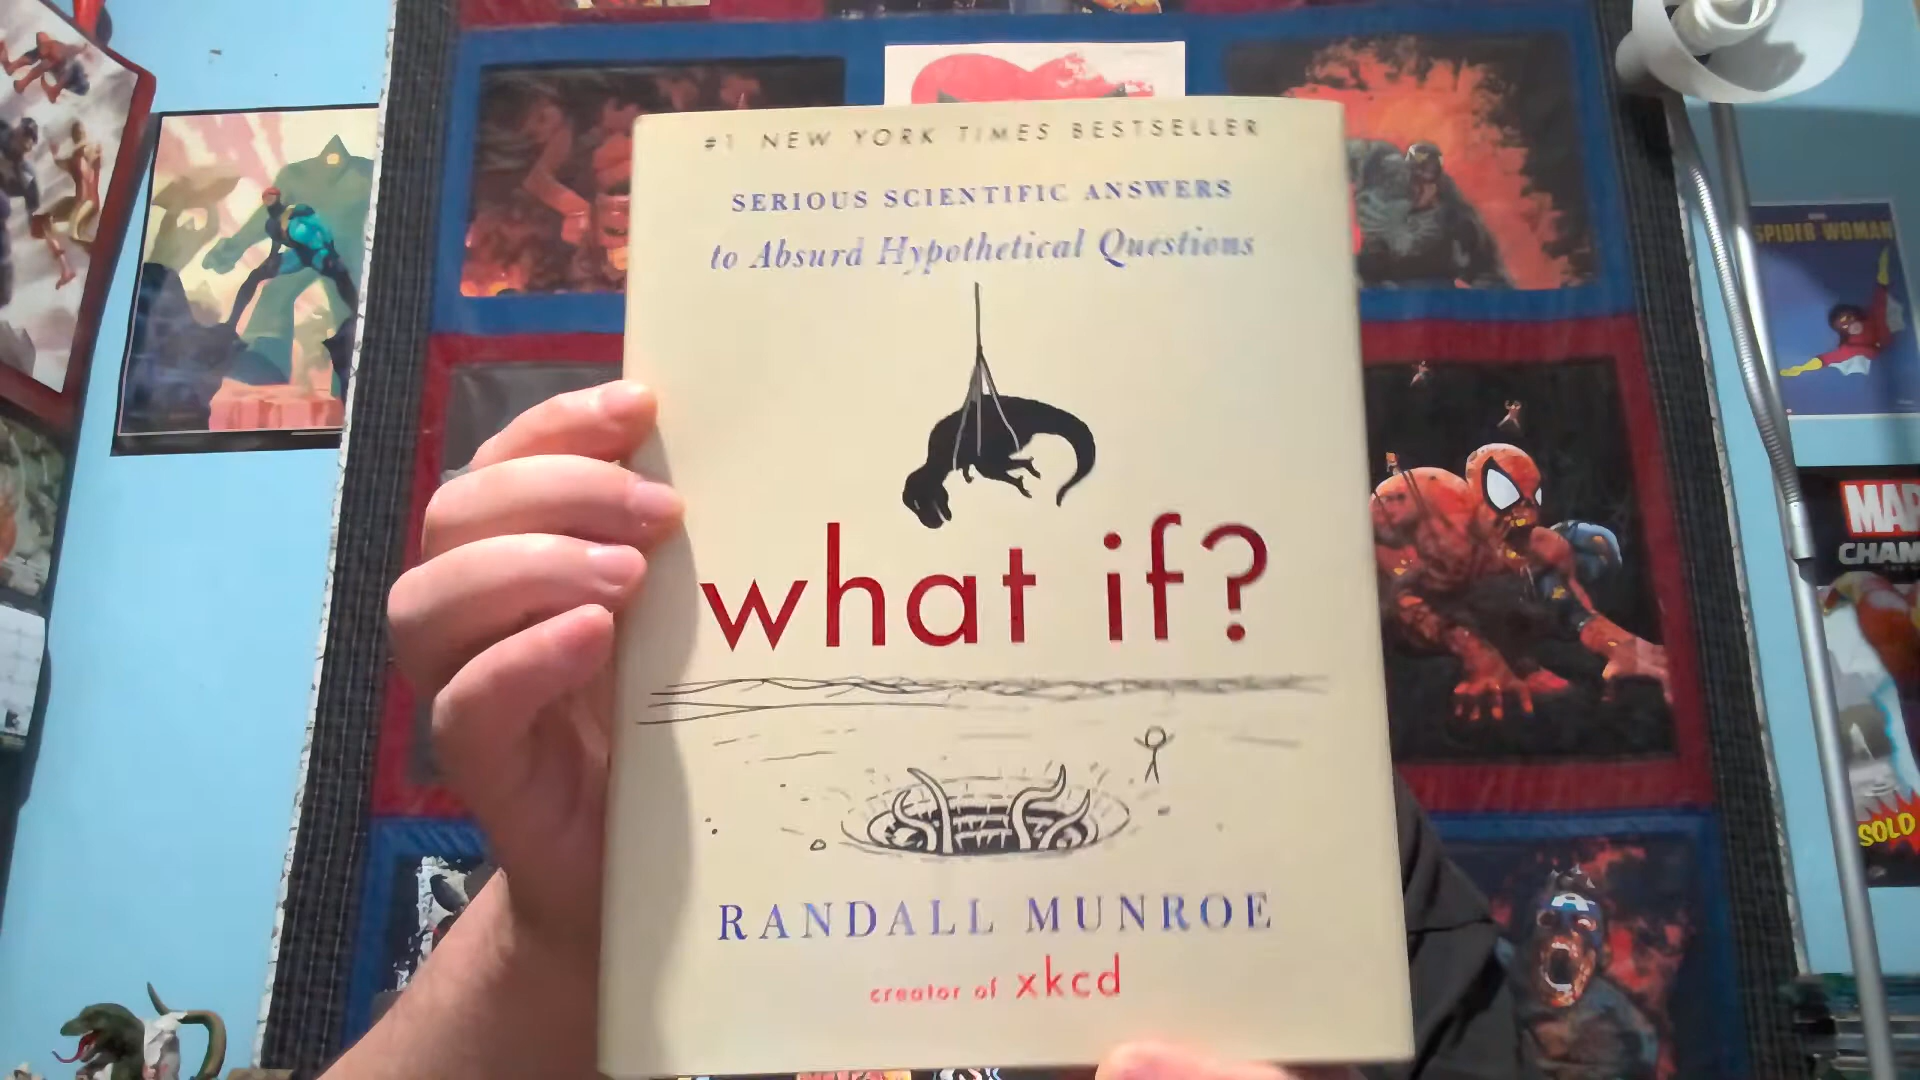 #1 NEW YORK TIMES BESTSELLER
SERIOUS SCIENTIFIC ANSWERS
to Absurd Hypothetical Questions
what if?
RANDALL MUNROE
creator of xkcd
SPIDER-WOMAN
SOLD